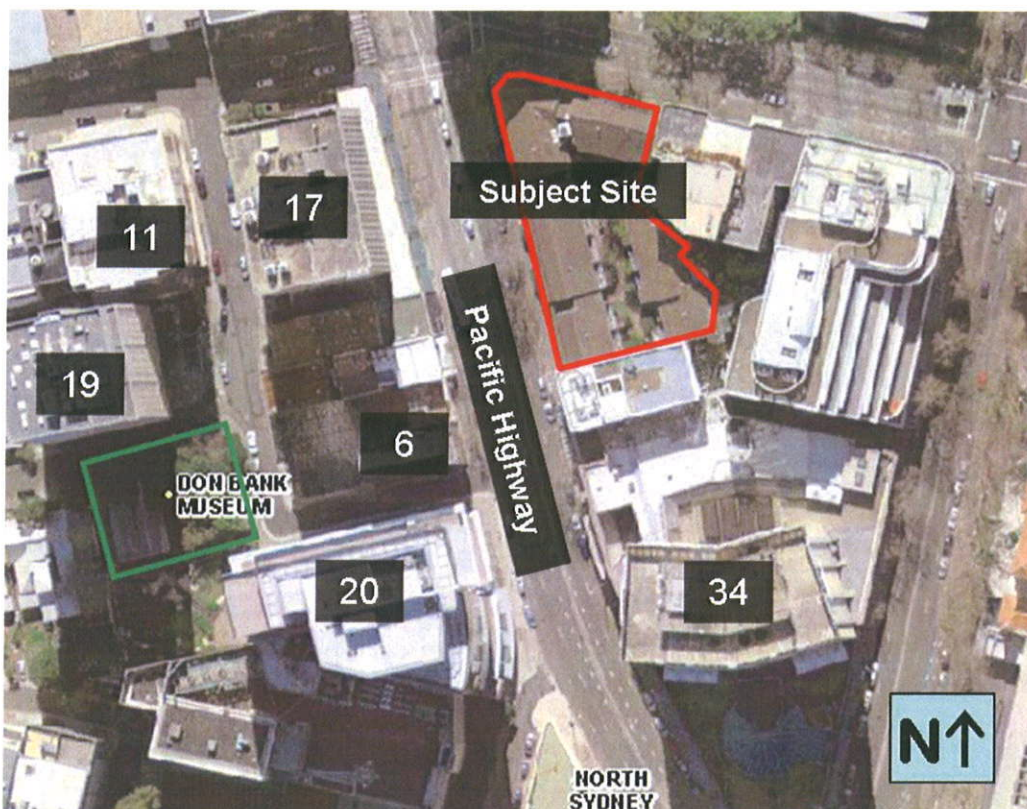 17
Subject Site
11
Pacific Highway
19
6
DON BANK
MUSEUM
20
34
N↑
NORTH
SYDNEY